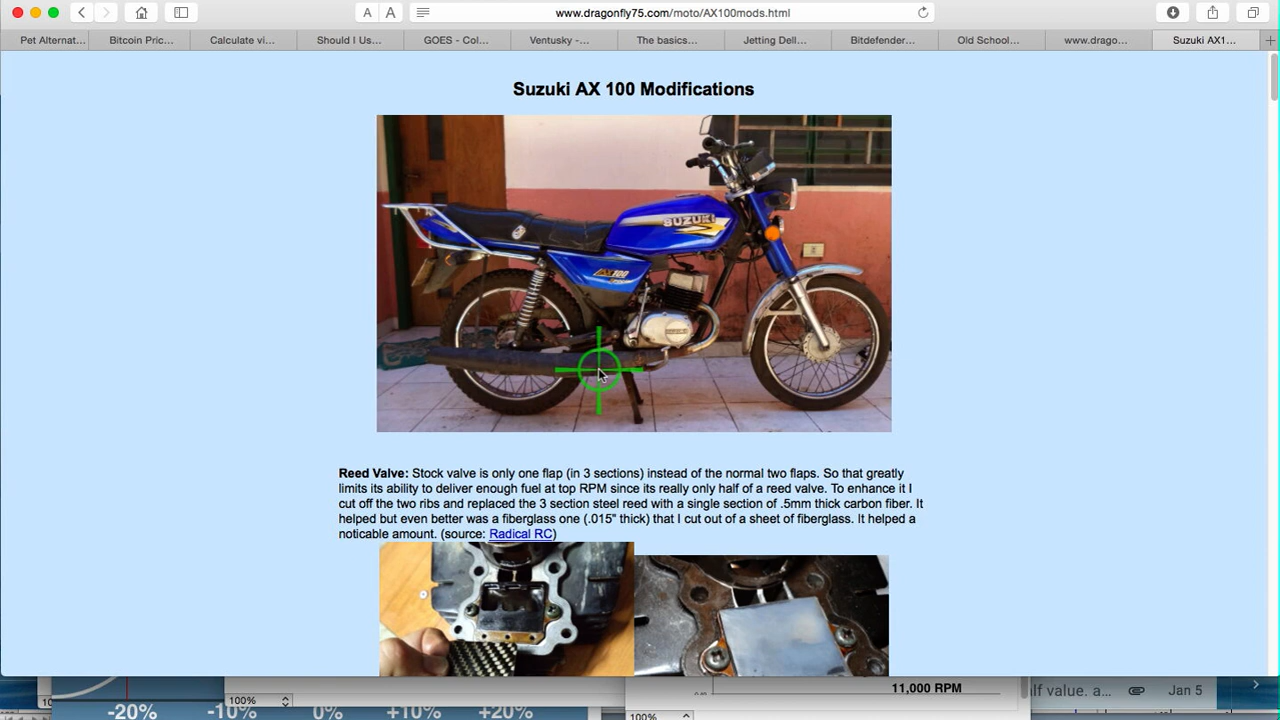 A A www.dragonfly75.com/moto/AX100mods.html
Pet Alternat... Bitcoin Pric... Calculate vi... Should I Us... GOES - Col... Ventusky -... The basics... Jetting Dell... Bitdefender... Old School... www.drago... Suzuki AX1...
Suzuki AX 100 Modifications
SUZUKI
AX100
Reed Valve: Stock valve is only one flap (in 3 sections) instead of the normal two flaps. So that greatly
limits its ability to deliver enough fuel at top RPM since its really only half of a reed valve. To enhance it I
cut off the two ribs and replaced the 3 section steel reed with a single section of .5mm thick carbon fiber. It
helped but even better was a fiberglass one (.015" thick) that I cut out of a sheet of fiberglass. It helped a
noticable amount. (source: Radical RC)
11,000 RPM
lf value. a... Jan 5
100%
-20% -10% 0% +10% +20%
100%